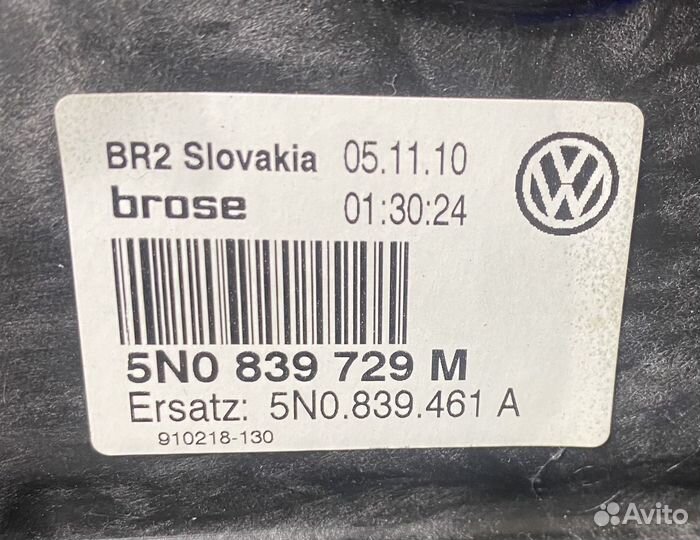 BR2 Slovakia 05.11.10
brose 01:30:24
5N0 839 729 M
Ersatz: 5N0.839.461 A
910218-130
Avito